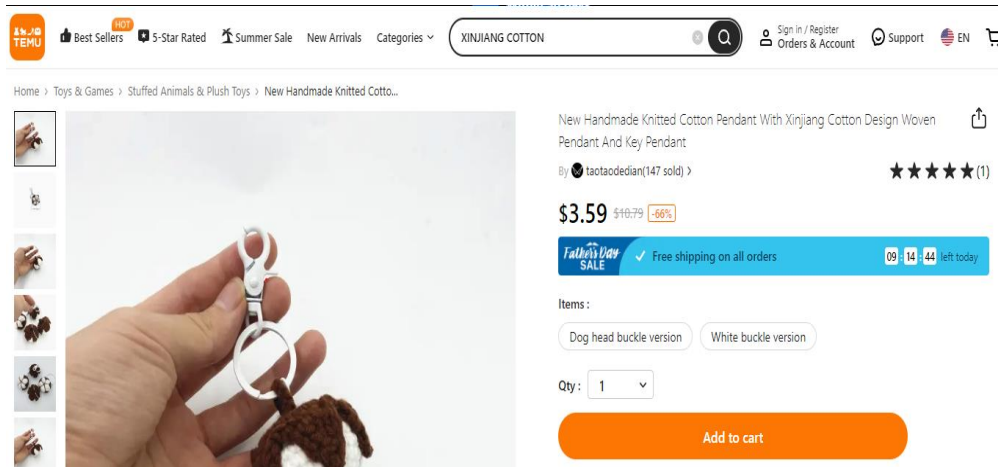 TEMU
Best Sellers
HOT
5-Star Rated
Summer Sale
New Arrivals
Categories
XINJIANG COTTON
Sign in / Register
Orders & Account
Support
EN
Home > Toys & Games > Stuffed Animals & Plush Toys > New Handmade Knitted Cotto...
New Handmade Knitted Cotton Pendant With Xinjiang Cotton Design Woven
Pendant And Key Pendant
By taotaodedian(147 sold) >
(1)
$3.59 $10.79 -66%
Father's Day
SALE
Free shipping on all orders
09 : 14 : 44 left today
Items :
Dog head buckle version
White buckle version
Qty : 1
Add to cart